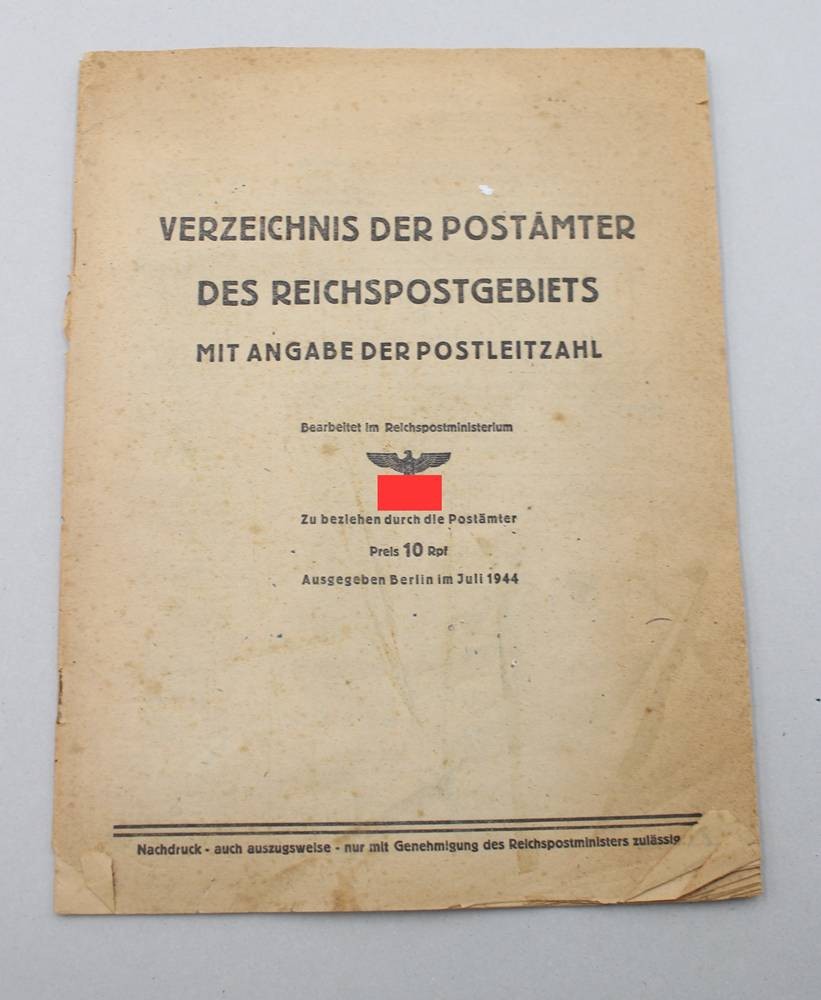 VERZEICHNIS DER POSTÄMTER
DES REICHSPOSTGEBIETS
MIT ANGABE DER POSTLEITZAHL
Bearbeitet im Reichspostministerium
Zu beziehen durch die Postämter
Preis 10 Rpf
Ausgegeben Berlin im Juli 1944
Nachdruck - auch auszugsweise - nur mit Genehmigung des Reichspostministers zulässig